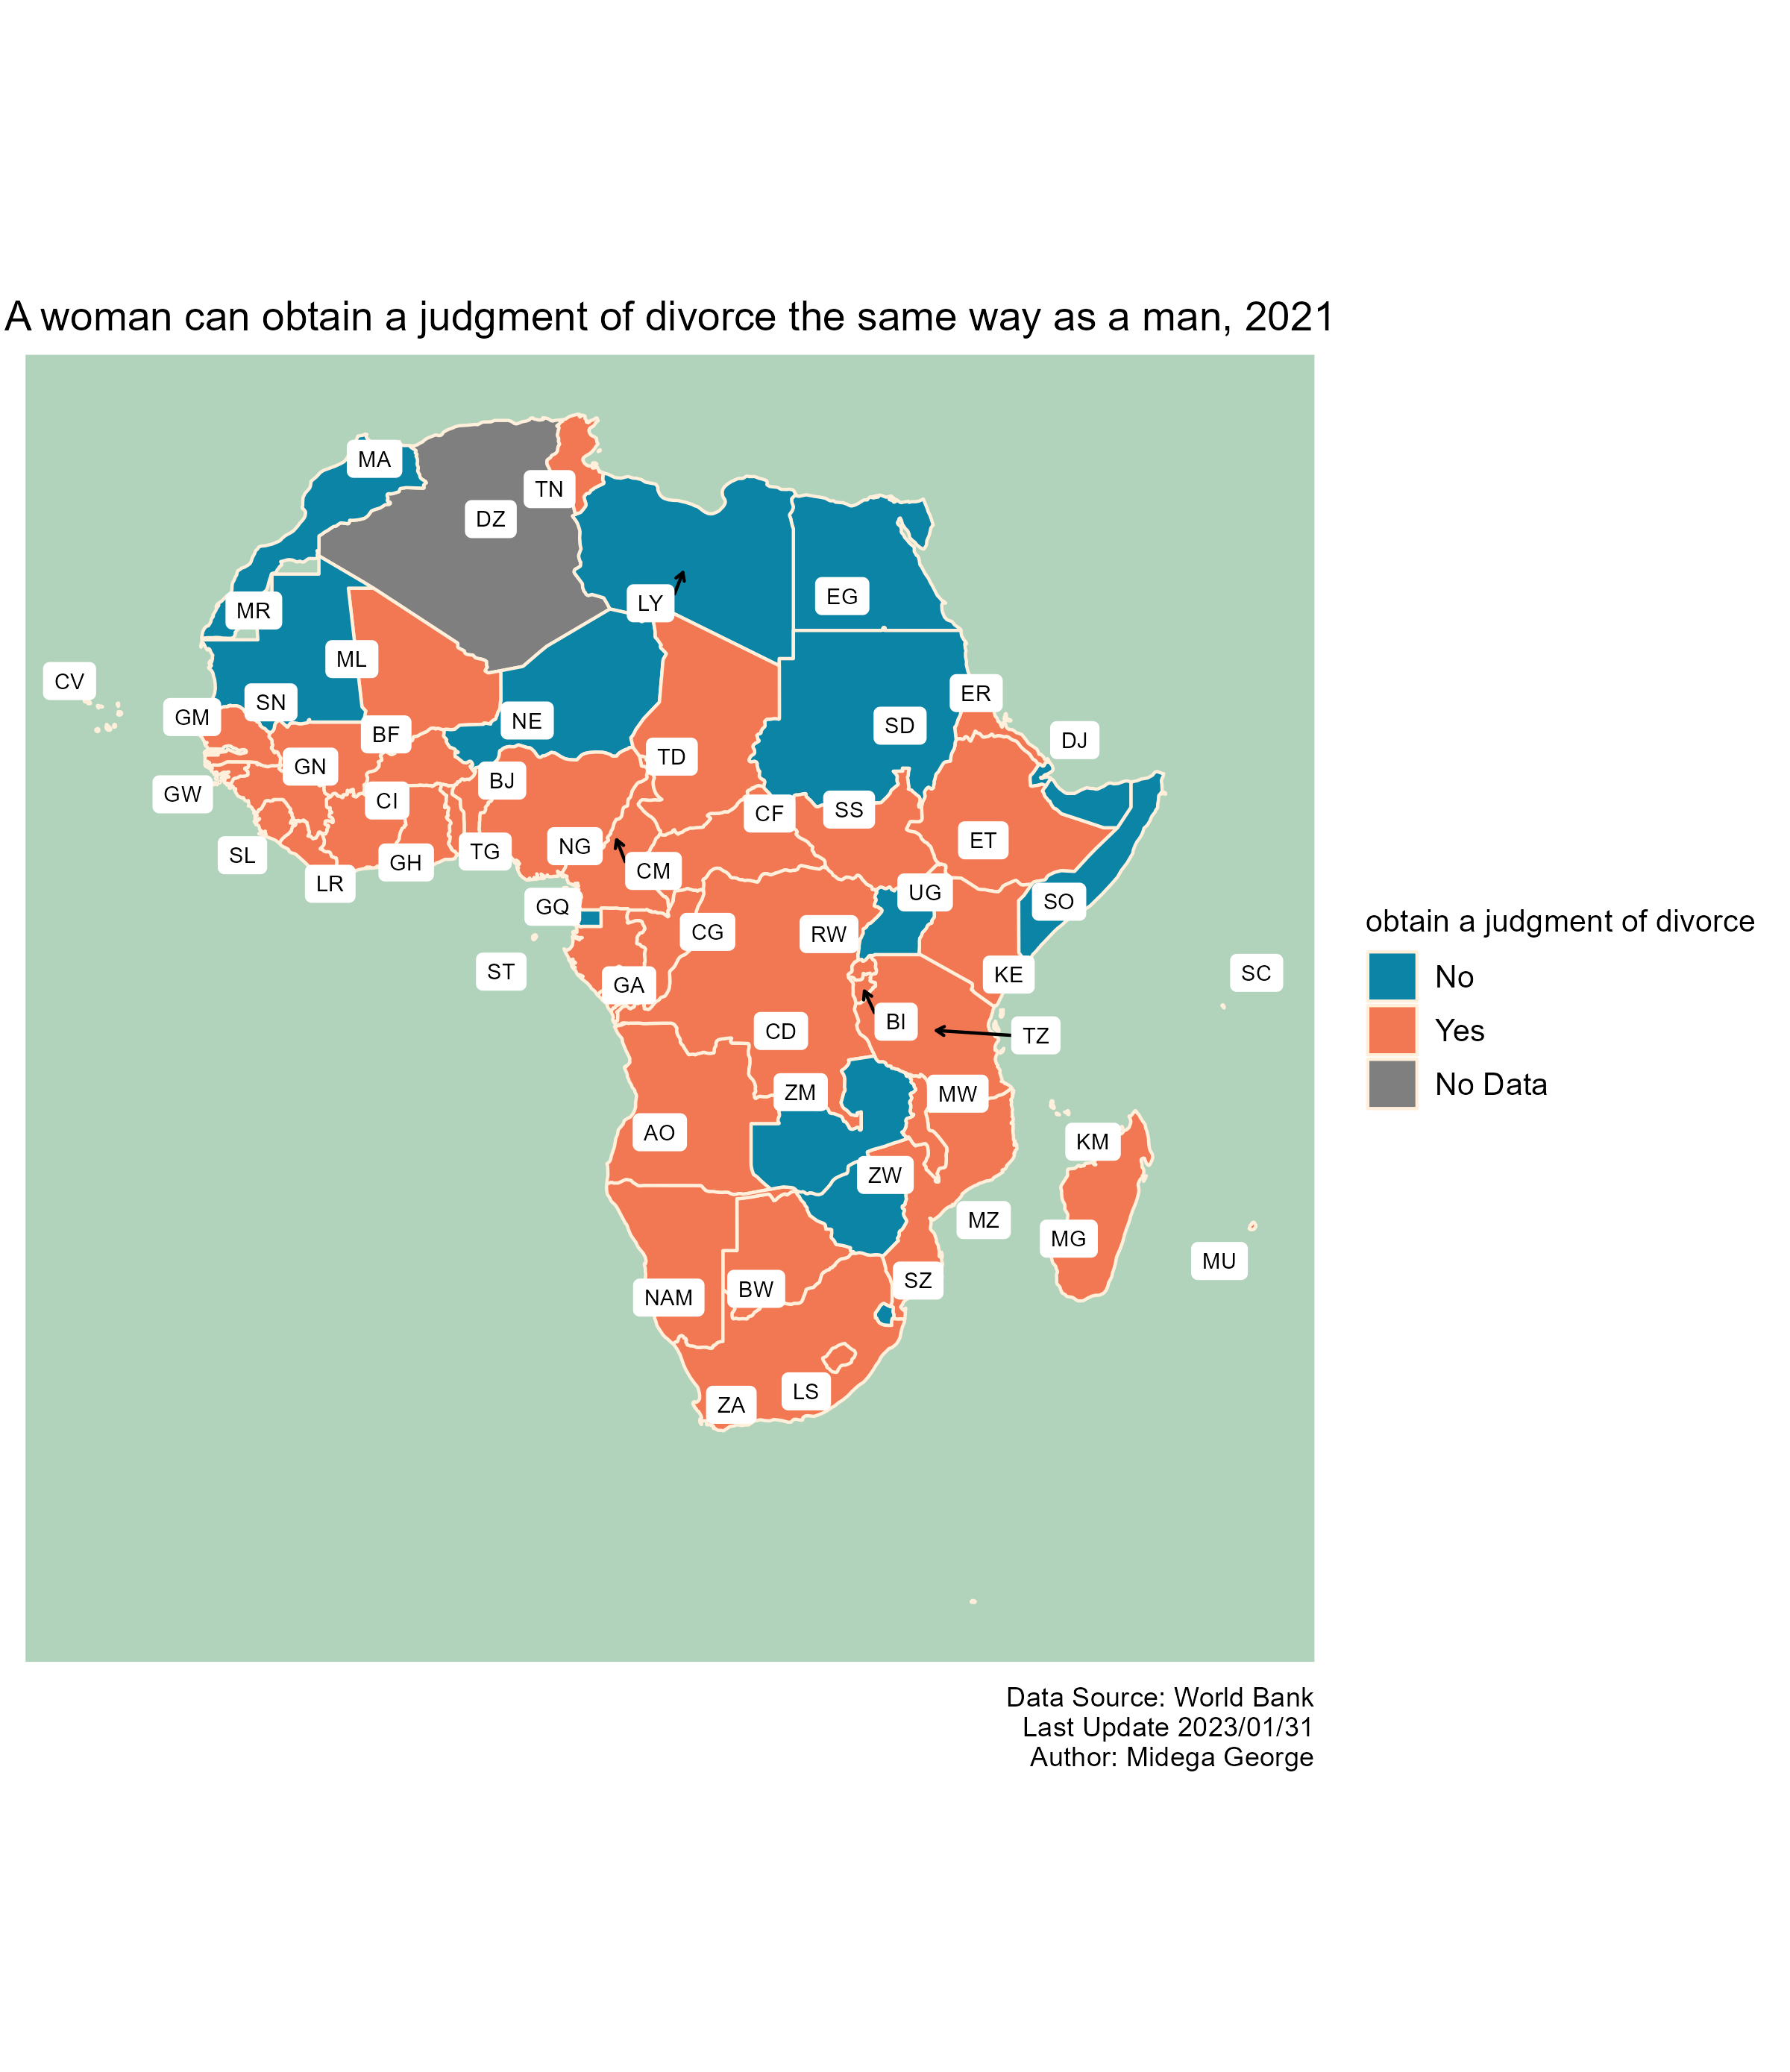 A woman can obtain a judgment of divorce the same way as a man, 2021
MA
TN
DZ
LY
EG
MR
ML
CV
SN
ER
GM
NE
SD
BF
DJ
TD
GN
BJ
GW
CI
CF
SS
ET
NG
TG
SL
GH
CM
LR
UG
SO
GQ
CG
RW
ST
KE
SC
GA
BI
CD
TZ
ZM
MW
AO
KM
ZW
MZ
MG
MU
SZ
BW
NAM
LS
ZA
obtain a judgment of divorce
No
Yes
No Data
Data Source: World Bank
Last Update 2023/01/31
Author: Midega George